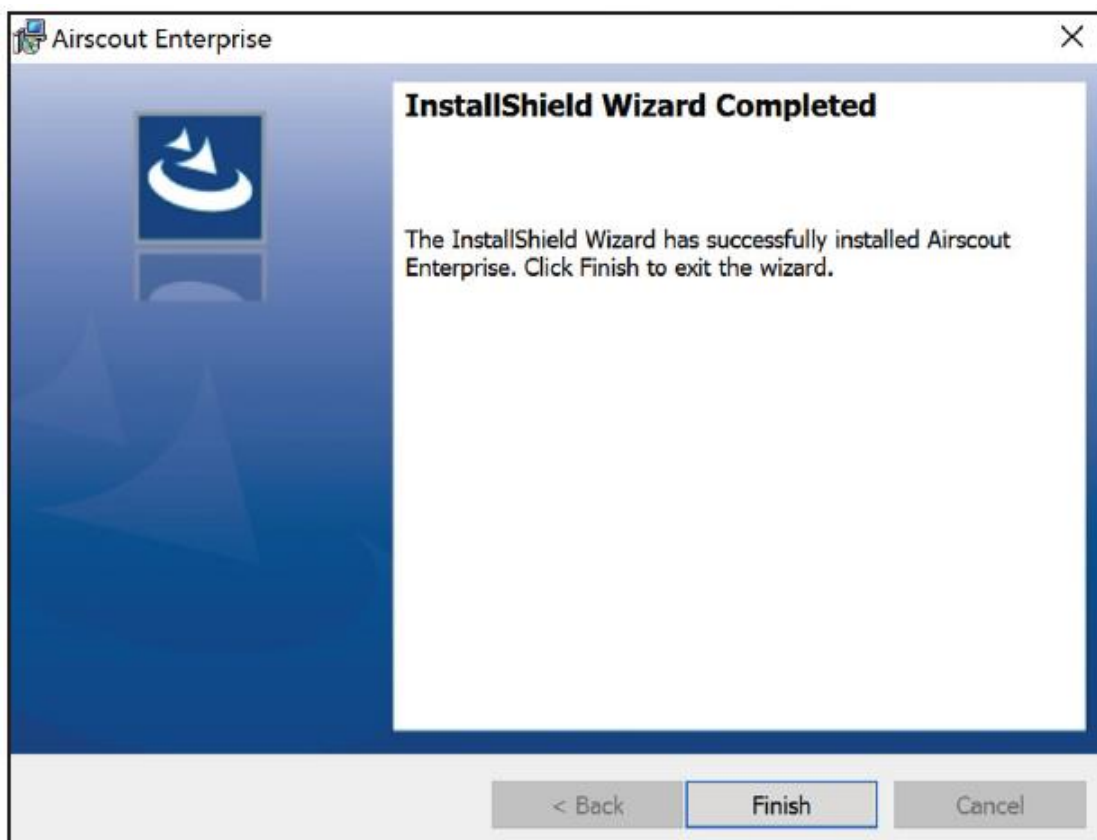 Airscout Enterprise
InstallShield Wizard Completed
The InstallShield Wizard has successfully installed Airscout
Enterprise. Click Finish to exit the wizard.
< Back
Finish
Cancel